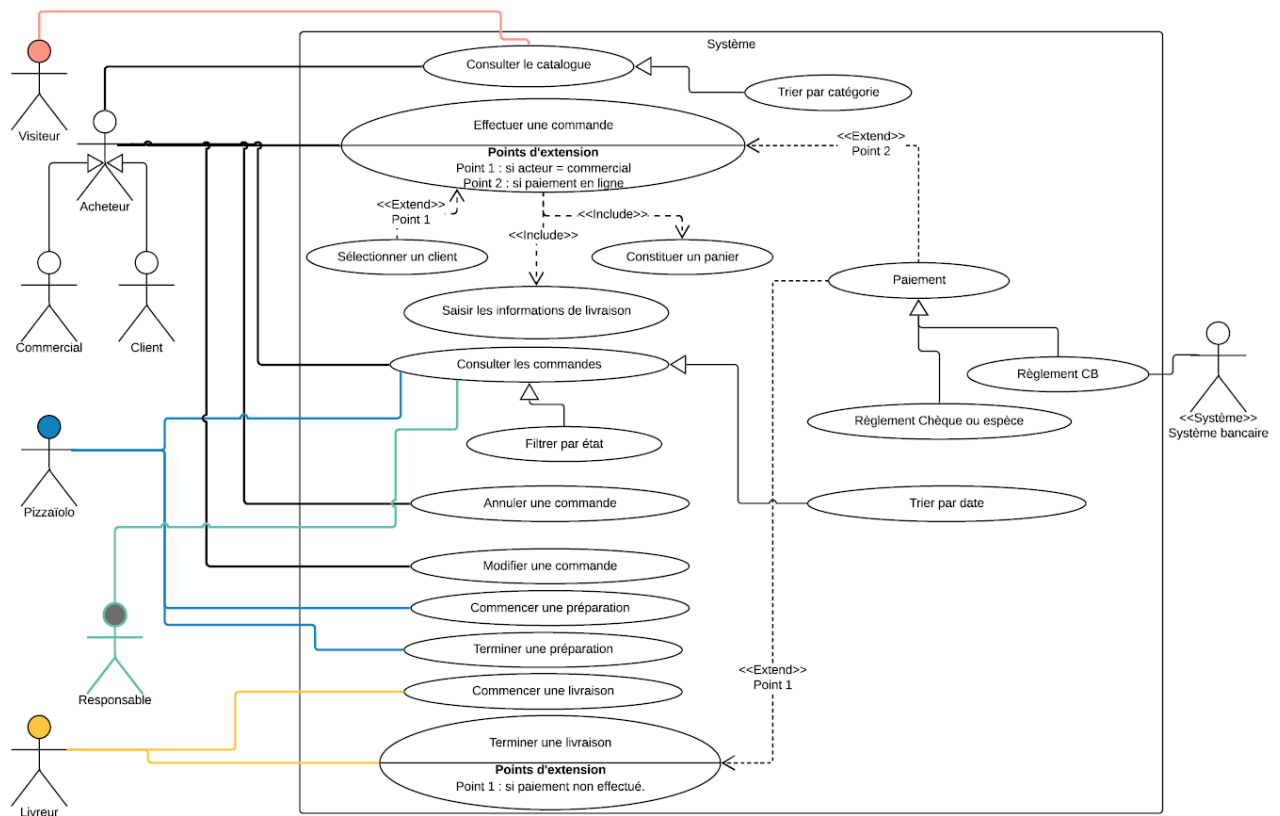 Système
Consulter le catalogue
Trier par catégorie
Visiteur
Effectuer une commande
<<Extend>>
Point 2
Points d'extension
Point 1 : si acteur = commercial
Point 2 : si paiement en ligne
Acheteur
<<Extend>>
Point 1
<<Include>>
<<Include>>
Sélectionner un client
Constituer un panier
Paiement
Saisir les informations de livraison
Commercial
Client
Consulter les commandes
Règlement CB
Règlement Chèque ou espèce
<<Système>>
Système bancaire
Filtrer par état
Pizzaïolo
Annuler une commande
Trier par date
Modifier une commande
Commencer une préparation
Terminer une préparation
<<Extend>>
Point 1
Responsable
Commencer une livraison
Terminer une livraison
Points d'extension
Point 1 : si paiement non effectué.
Livreur